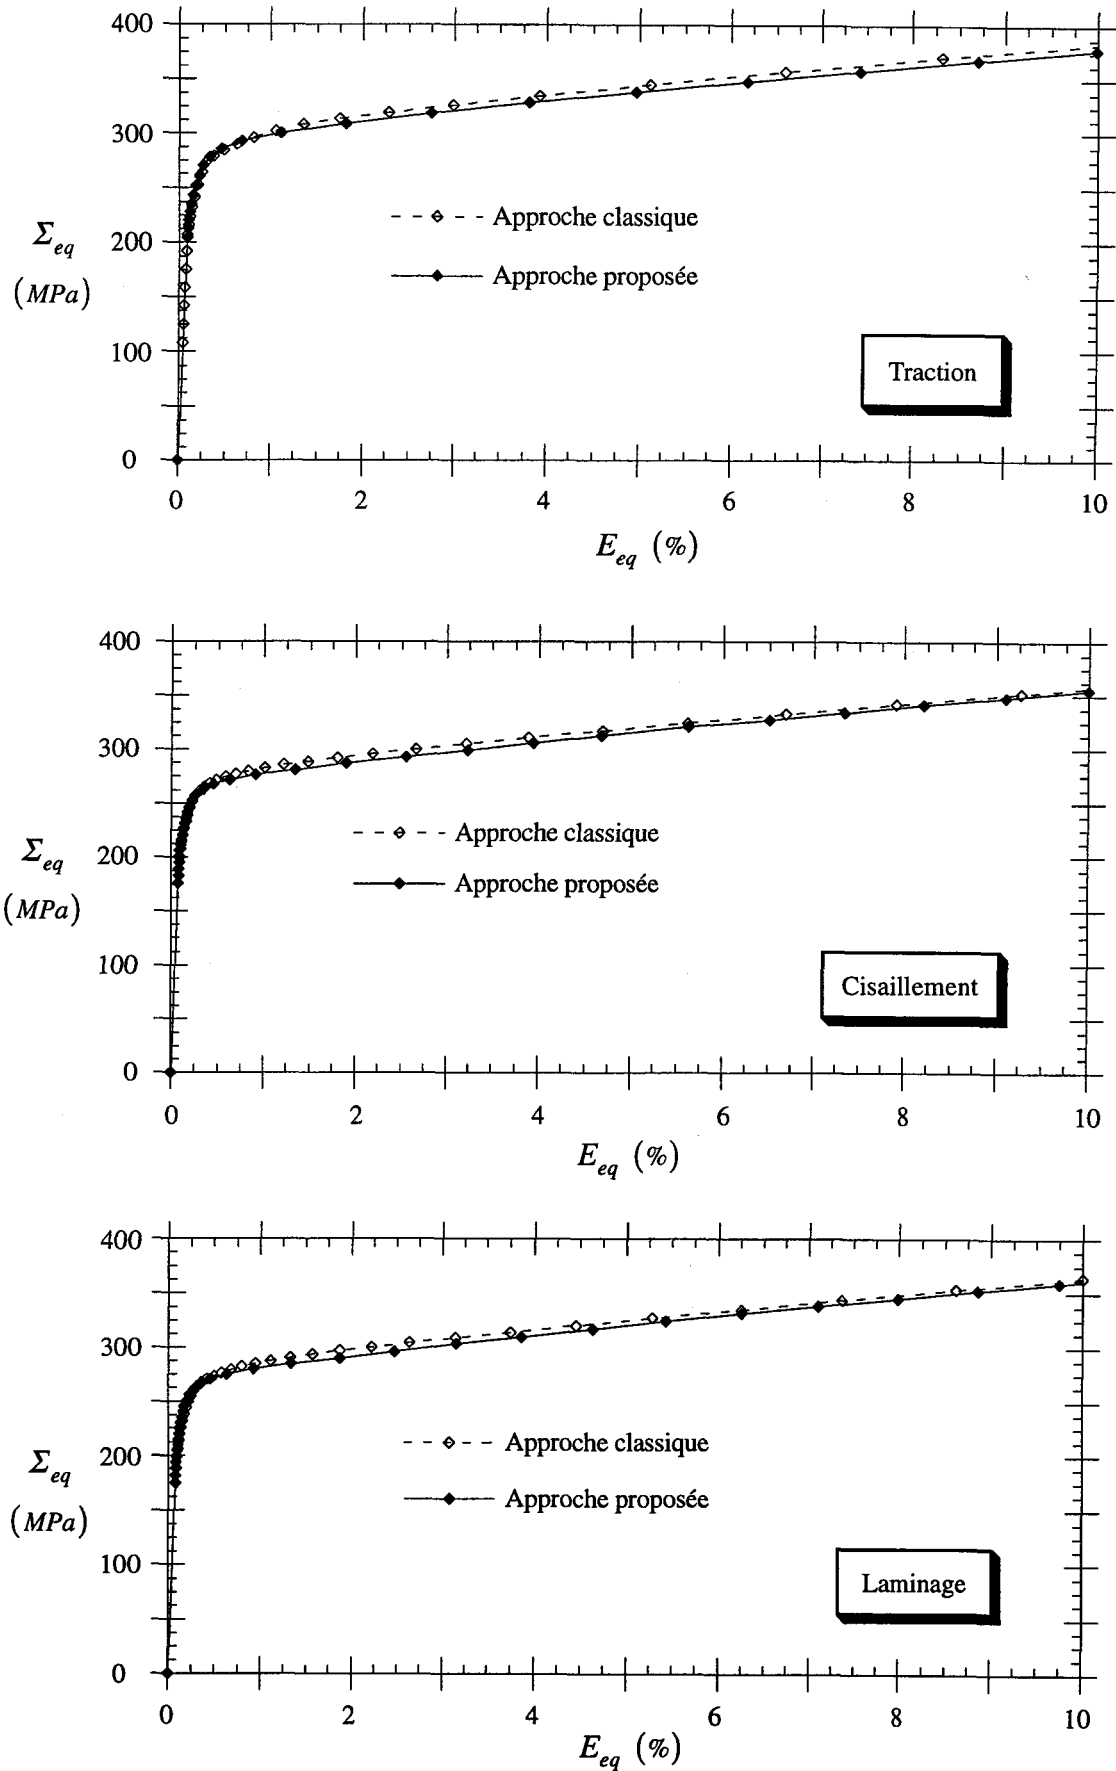 400
300
200
100
0
Σeq
(MPa)
Approche classique
Approche proposée
Traction
0 2 4 6 8 10
Eeq (%)
400
300
200
100
0
Σeq
(MPa)
Approche classique
Approche proposée
Cisaillement
0 2 4 6 8 10
Eeq (%)
400
300
200
100
0
Σeq
(MPa)
Approche classique
Approche proposée
Laminage
0 2 4 6 8 10
Eeq (%)